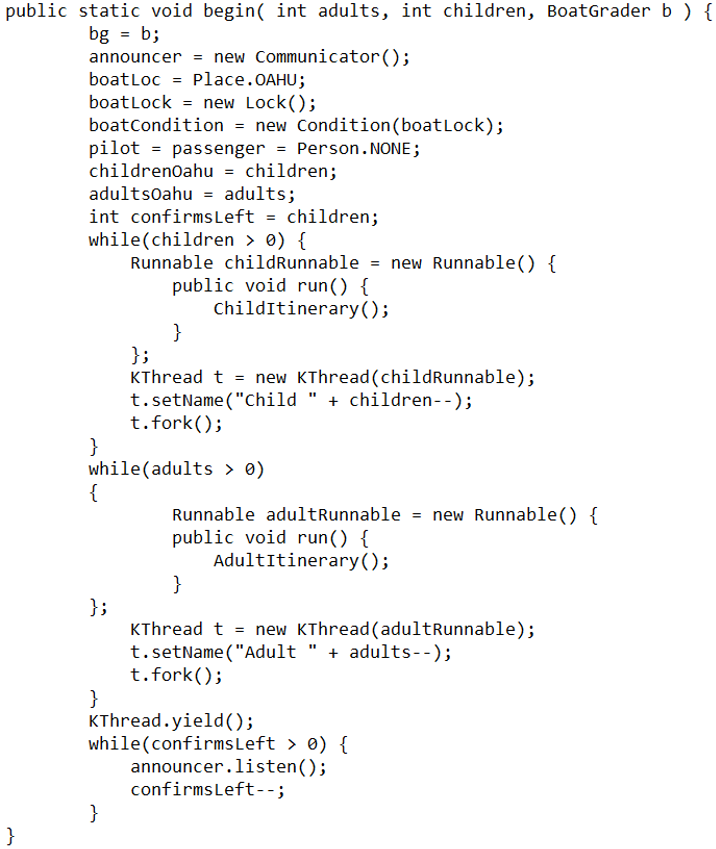 public static void begin( int adults, int children, BoatGrader b ) {
        bg = b;
        announcer = new Communicator();
        boatLoc = Place.OAHU;
        boatLock = new Lock();
        boatCondition = new Condition(boatLock);
        pilot = passenger = Person.NONE;
        childrenOahu = children;
        adultsOahu = adults;
        int confirmsLeft = children;
        while(children > 0) {
            Runnable childRunnable = new Runnable() {
                public void run() {
                    ChildItinerary();
                }
            };
            KThread t = new KThread(childRunnable);
            t.setName("Child " + children--);
            t.fork();
        }
        while(adults > 0)
        {
                Runnable adultRunnable = new Runnable() {
                public void run() {
                    AdultItinerary();
                }
        };
            KThread t = new KThread(adultRunnable);
            t.setName("Adult " + adults--);
            t.fork();
        }
        KThread.yield();
        while(confirmsLeft > 0) {
            announcer.listen();
            confirmsLeft--;
        }
}